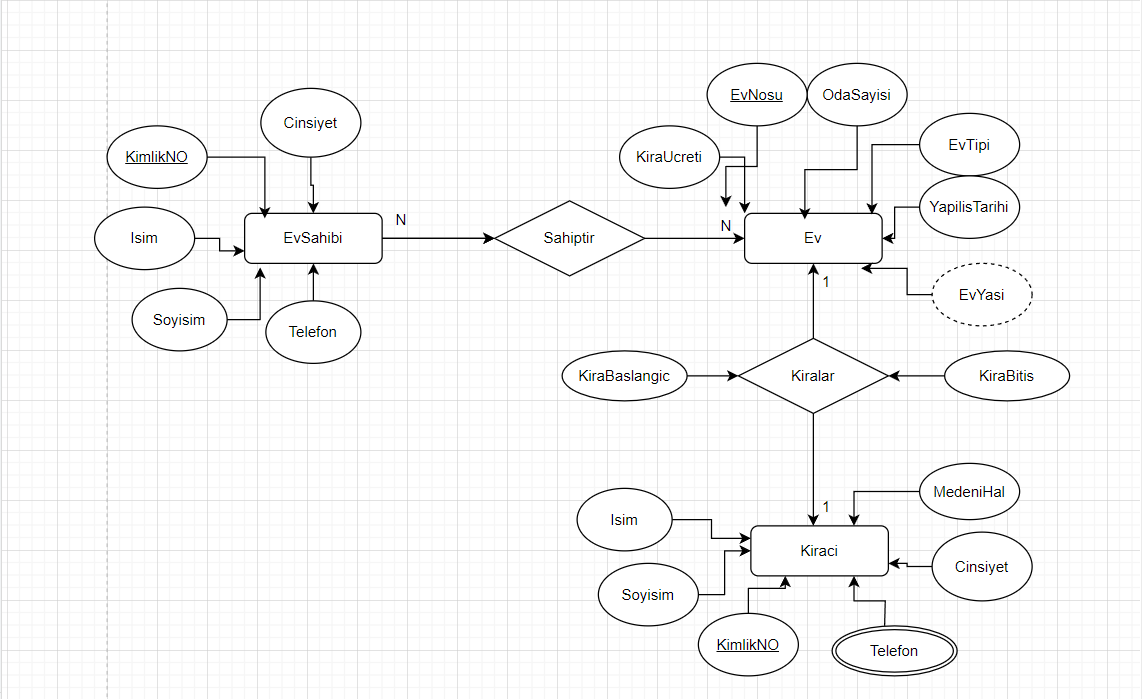 EvNosu
OdaSayisi
Cinsiyet
EvTipi
KimlikNO
KiraUcreti
YapilisTarihi
N
N
Isim
EvSahibi
Sahiptir
Ev
1
EvYasi
Soyisim
Telefon
KiraBaslangic
Kiralar
KiraBitis
MedeniHal
1
Isim
Kiraci
Cinsiyet
Soyisim
KimlikNO
Telefon